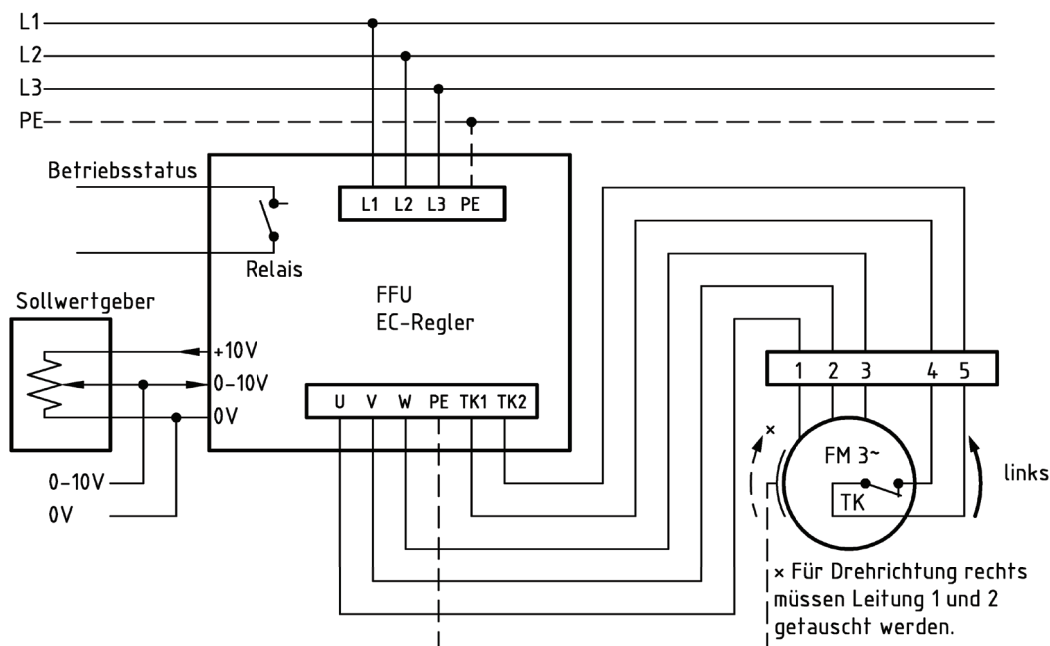 L1
L2
L3
PE
Betriebsstatus
L1 L2 L3 PE
Relais
Sollwertgeber
FFU
EC-Regler
+10V
0-10V
0V
U V W PE TK1 TK2
0-10V
0V
1 2 3 4 5
×
FM 3~
TK
links
× Für Drehrichtung rechts
müssen Leitung 1 und 2
getauscht werden.